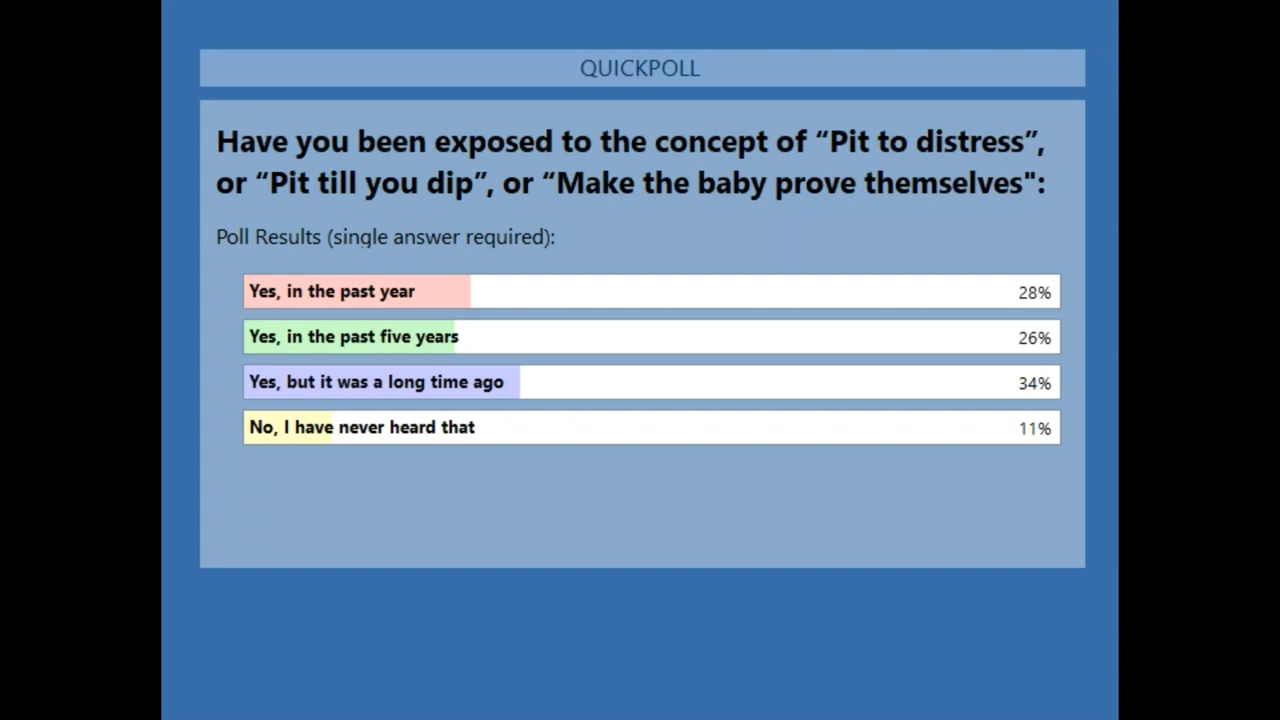 QUICKPOLL
Have you been exposed to the concept of “Pit to distress”,
or “Pit till you dip”, or “Make the baby prove themselves":
Poll Results (single answer required):
Yes, in the past year 28%
Yes, in the past five years 26%
Yes, but it was a long time ago 34%
No, I have never heard that 11%